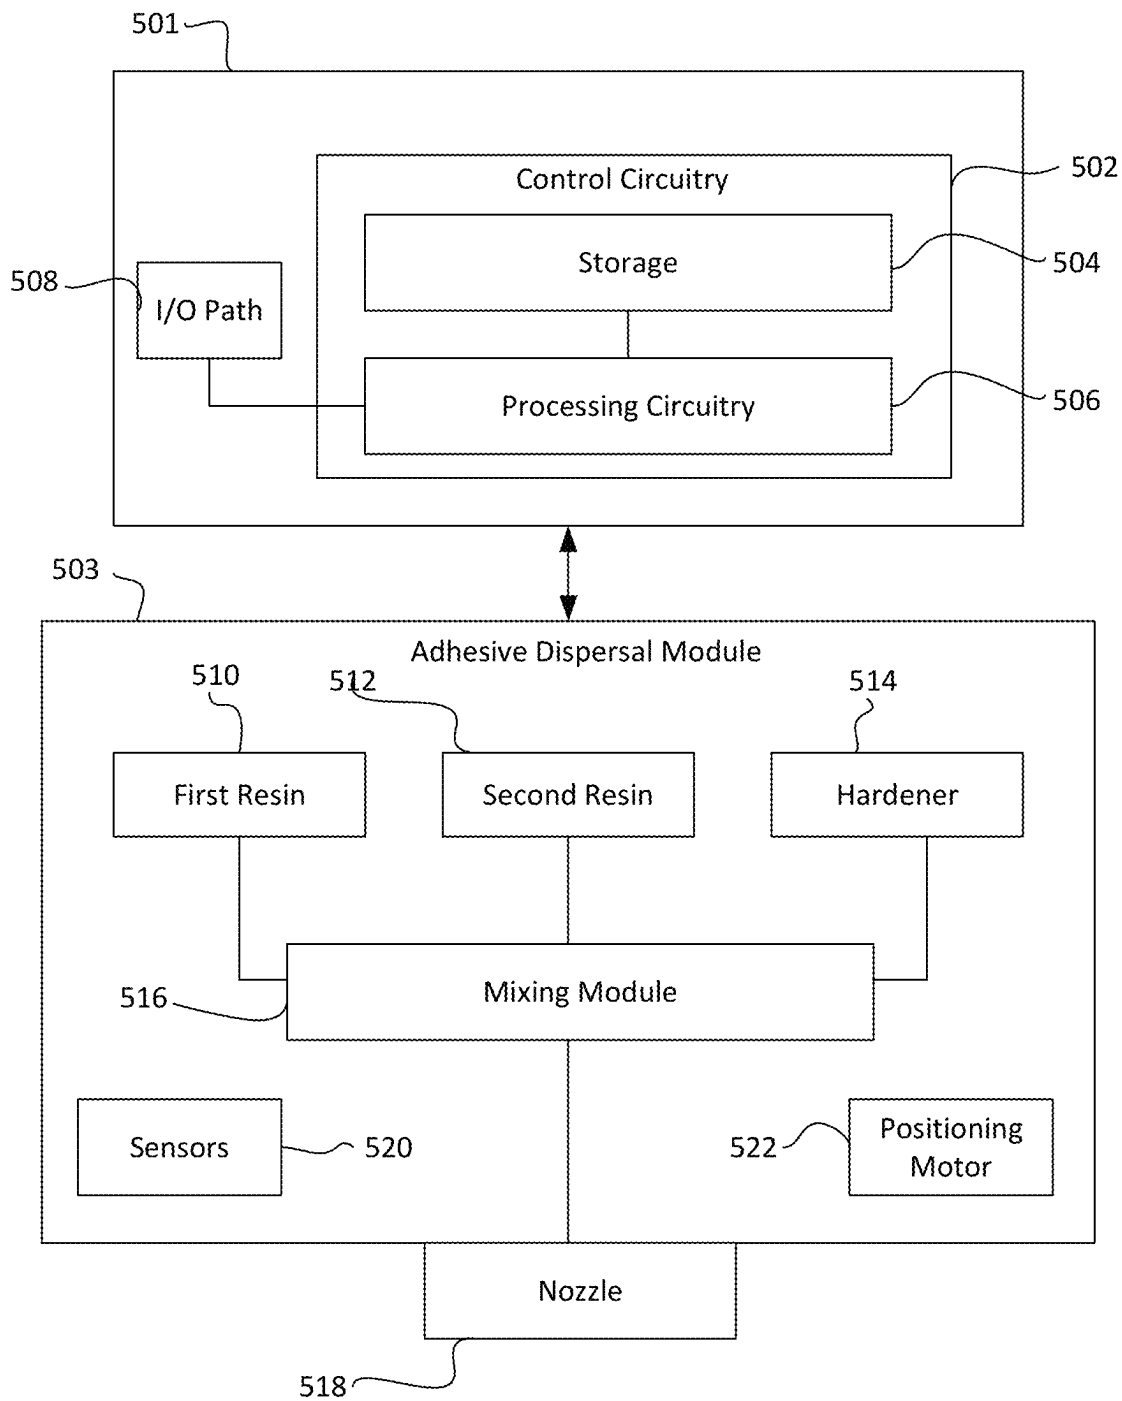 501
Control Circuitry
502
Storage
504
508
I/O Path
Processing Circuitry
506
503
Adhesive Dispersal Module
510
512
514
First Resin
Second Resin
Hardener
516
Mixing Module
Sensors
520
522
Positioning
Motor
Nozzle
518